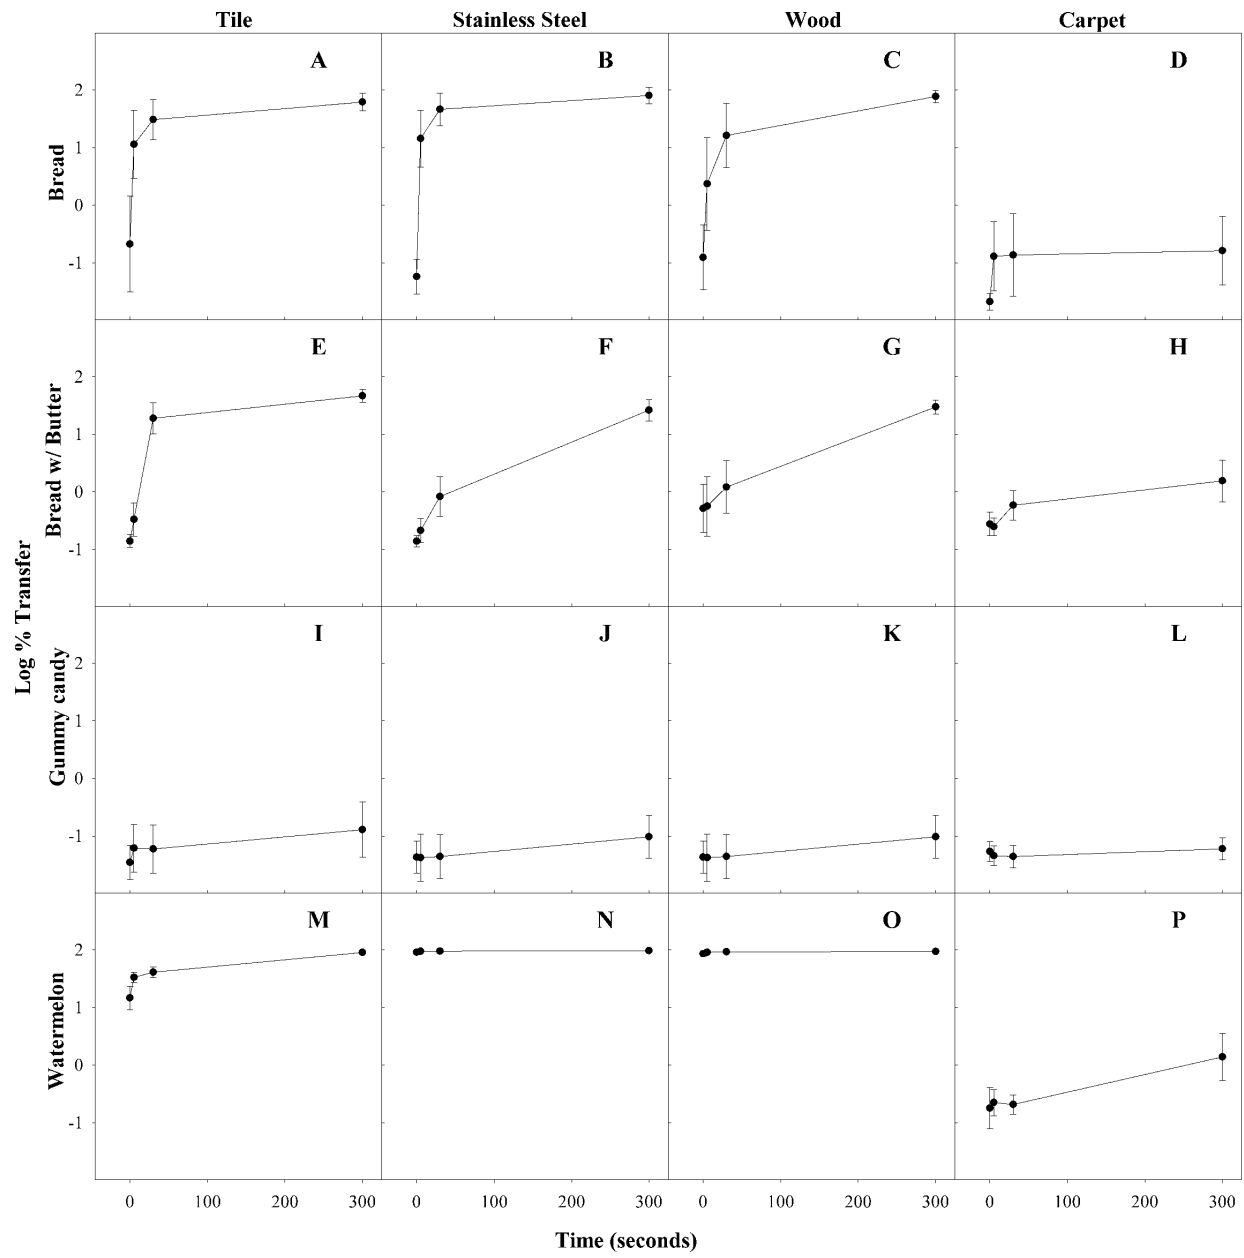 Tile Stainless Steel Wood Carpet
A B C D
2
1
0
-1
Bread
E F G H
2
1
0
-1
Bread w/ Butter
Log % Transfer
I J K L
2
1
0
-1
Gummy candy
M N O P
2
1
0
-1
Watermelon
0 100 200 300 0 100 200 300 0 100 200 300 0 100 200 300
Time (seconds)